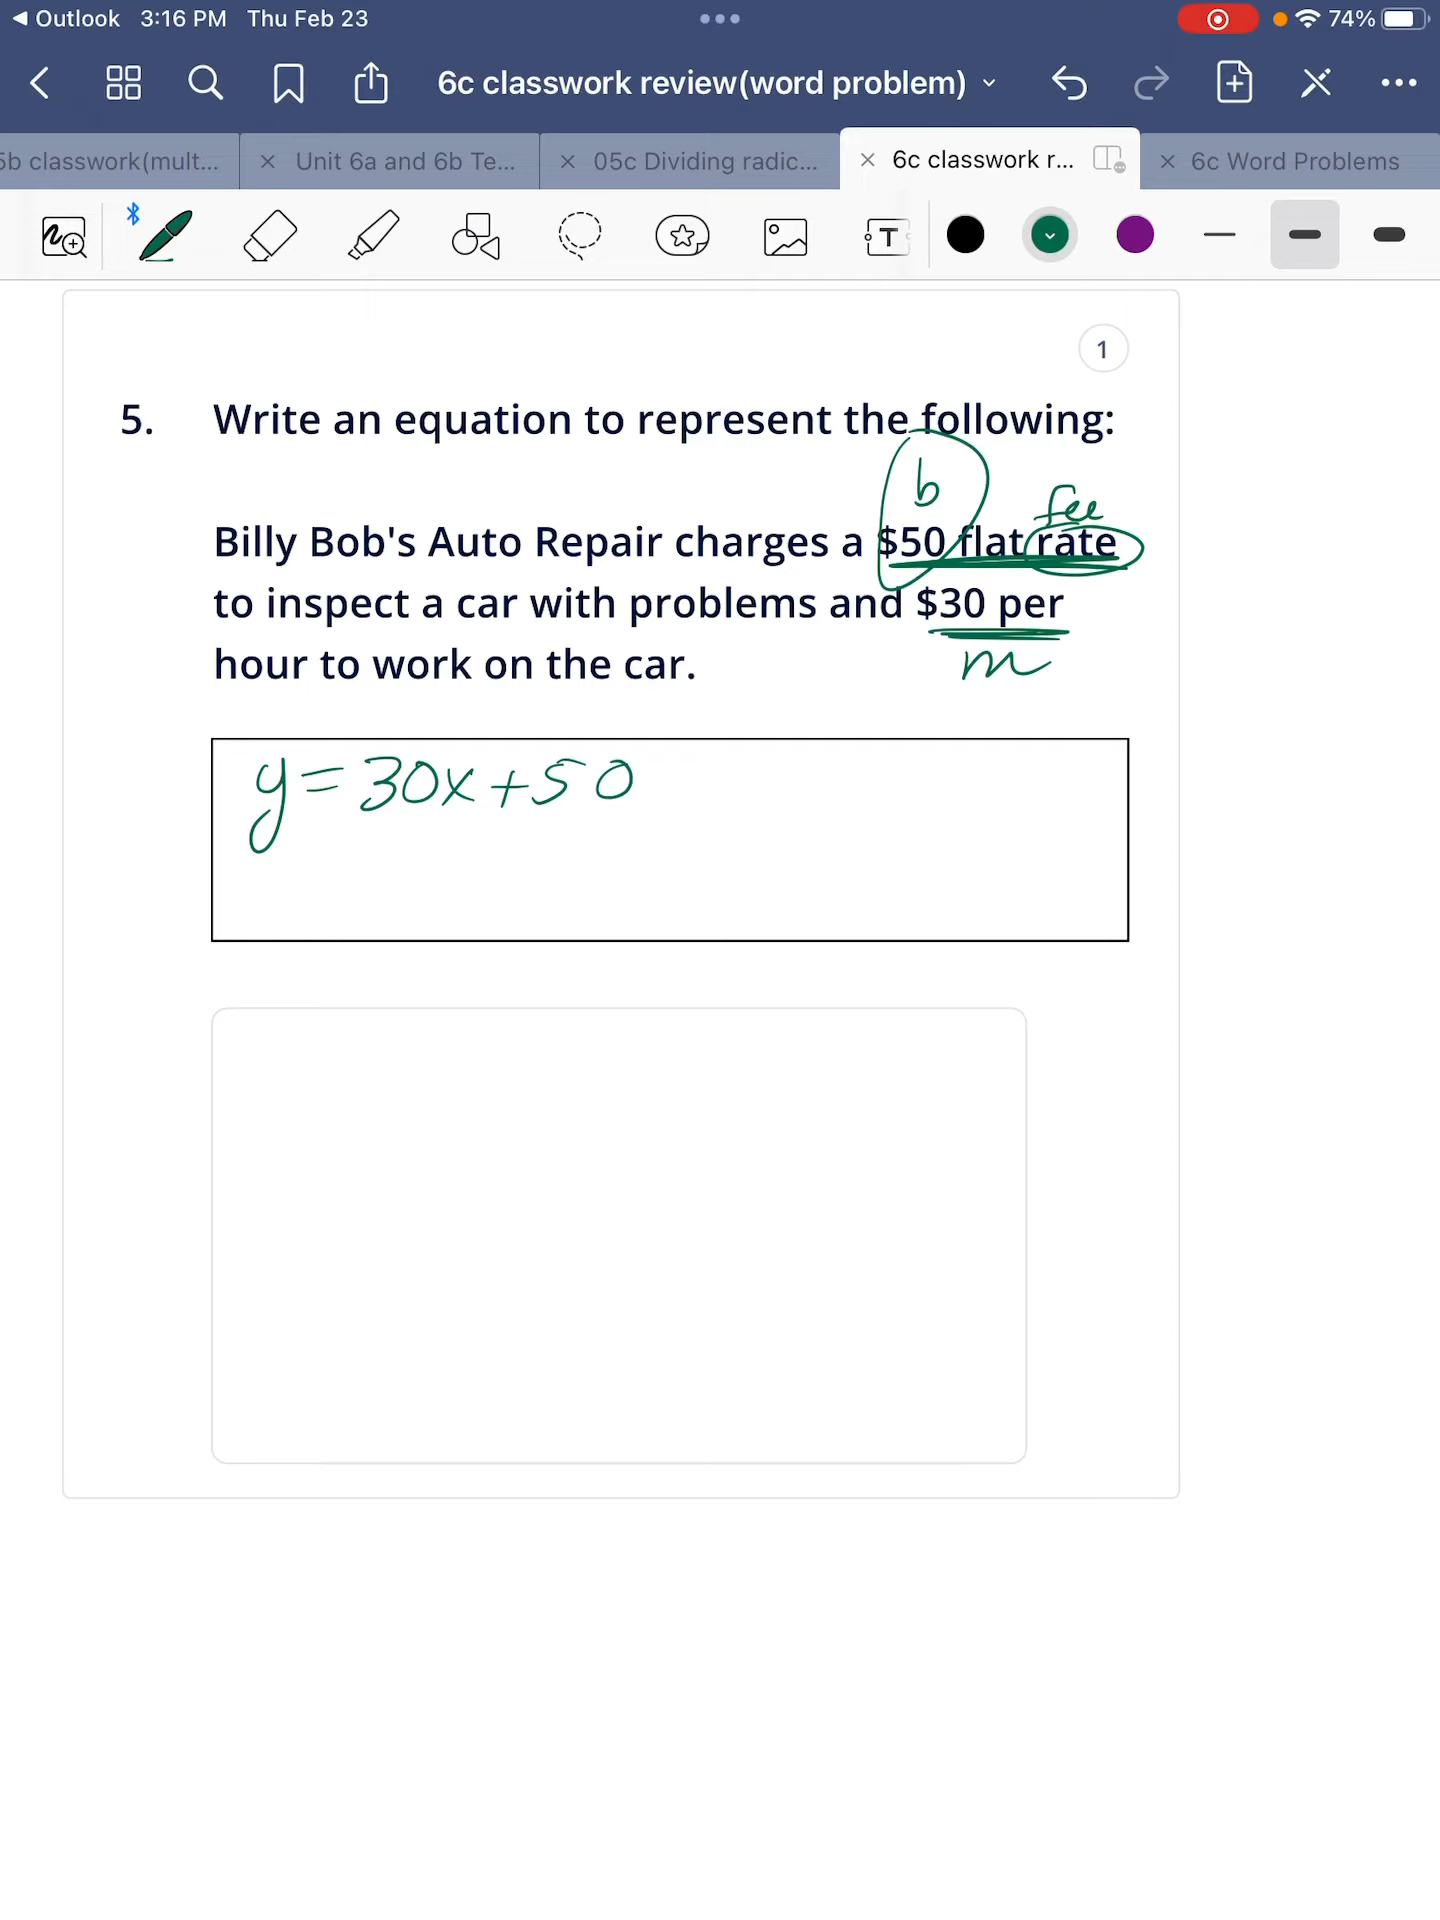 Outlook 3:16 PM Thu Feb 23 74%
6c classwork review(word problem)
5b classwork(mult... Unit 6a and 6b Te... 05c Dividing radic... 6c classwork r... 6c Word Problems
T
1
5. Write an equation to represent the following:
b
fee
Billy Bob's Auto Repair charges a $50 flat rate
to inspect a car with problems and $30 per
hour to work on the car.
m
y=30x+50